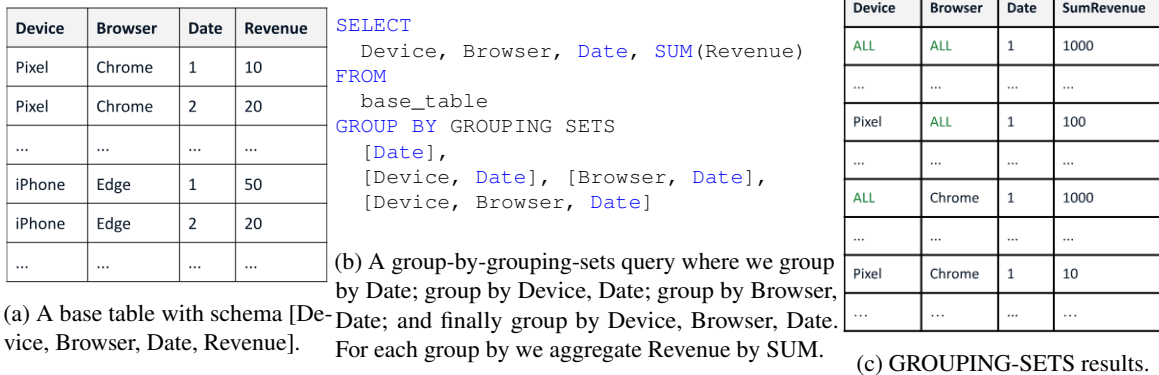 Device Browser Date Revenue
Pixel Chrome 1 10
Pixel Chrome 2 20
... ... ... ...
iPhone Edge 1 50
iPhone Edge 2 20
... ... ... ...
(a) A base table with schema [De-
vice, Browser, Date, Revenue].
SELECT
Device, Browser, Date, SUM(Revenue)
FROM
base_table
GROUP BY GROUPING SETS
[Date],
[Device, Date], [Browser, Date],
[Device, Browser, Date]
(b) A group-by-grouping-sets query where we group
by Date; group by Device, Date; group by Browser,
Date; and finally group by Device, Browser, Date.
For each group by we aggregate Revenue by SUM.
Device Browser Date SumRevenue
ALL ALL 1 1000
... ... ... ...
Pixel ALL 1 100
... ... ... ...
ALL Chrome 1 1000
... ... ... ...
Pixel Chrome 1 10
... ... ... ...
(c) GROUPING-SETS results.